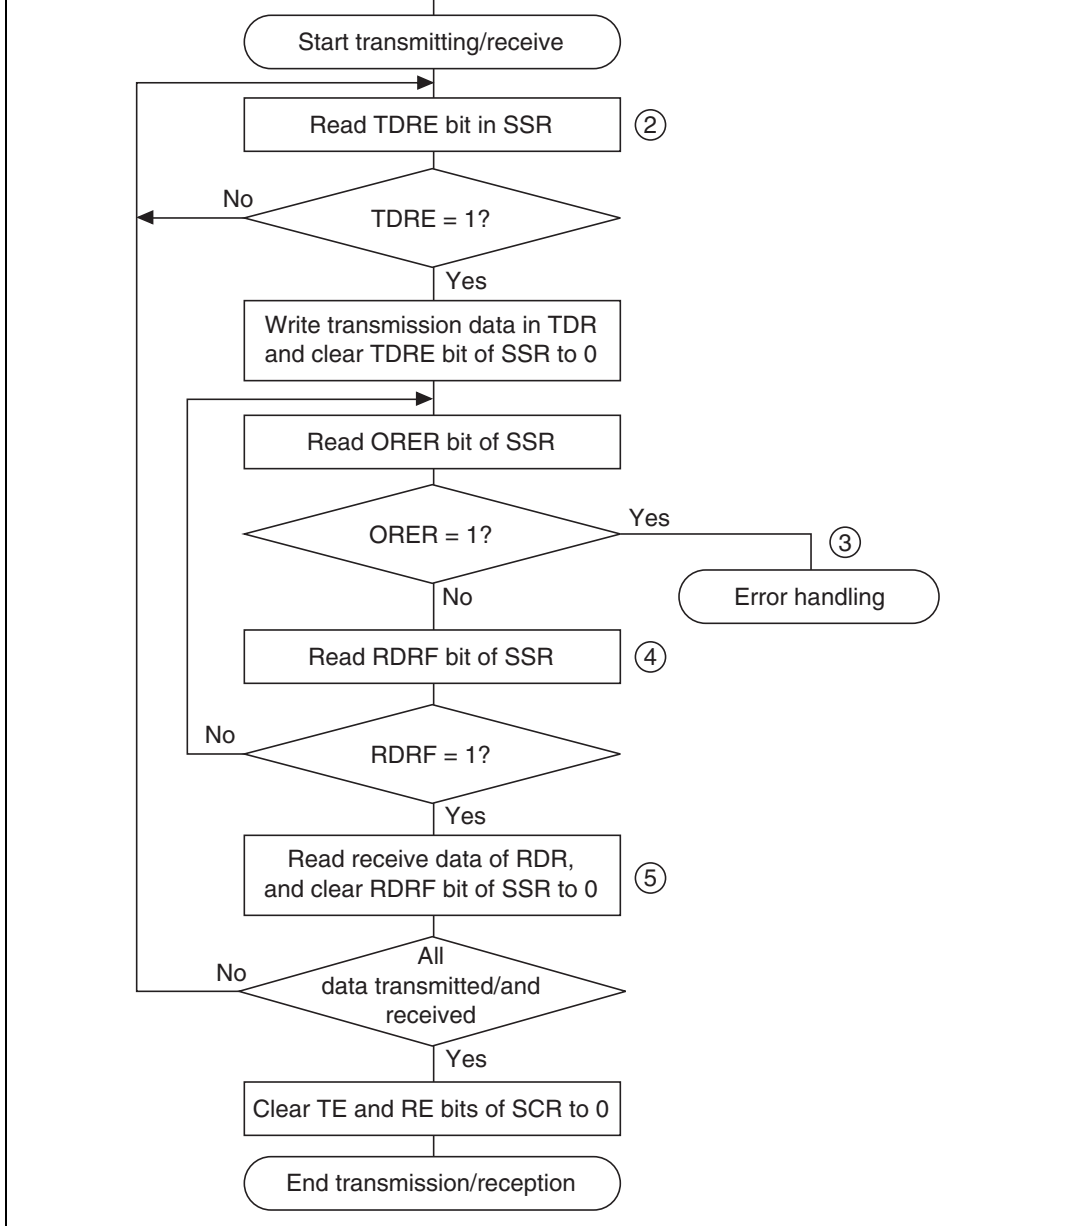 Start transmitting/receive
Read TDRE bit in SSR
②
No
TDRE = 1?
Yes
Write transmission data in TDR
and clear TDRE bit of SSR to 0
Read ORER bit of SSR
ORER = 1?
Yes
③
Error handling
No
Read RDRF bit of SSR
④
No
RDRF = 1?
Yes
Read receive data of RDR,
and clear RDRF bit of SSR to 0
⑤
All
data transmitted/and
received
No
Yes
Clear TE and RE bits of SCR to 0
End transmission/reception